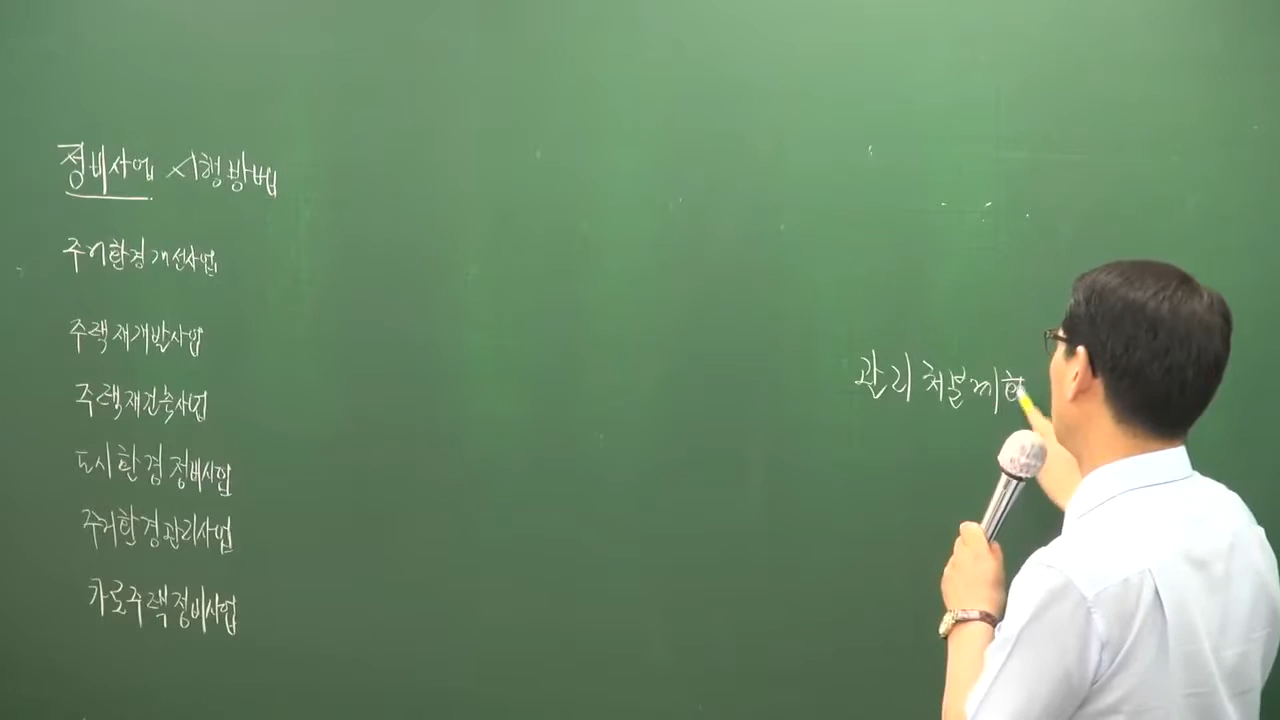 정비사업 시행방법
주거환경개선사업
주택재개발사업
주택재건축사업
도시환경정비사업
주거환경관리사업
가로주택정비사업
관리처분계획